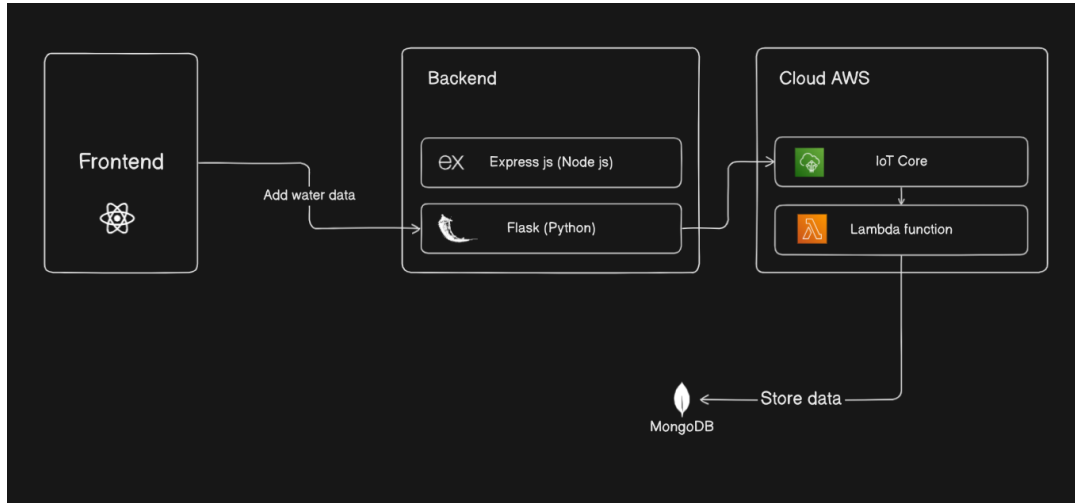 Backend
Cloud AWS
Frontend
ex
Express js (Node js)
IoT Core
Add water data
Flask (Python)
Lambda function
Store data
MongoDB